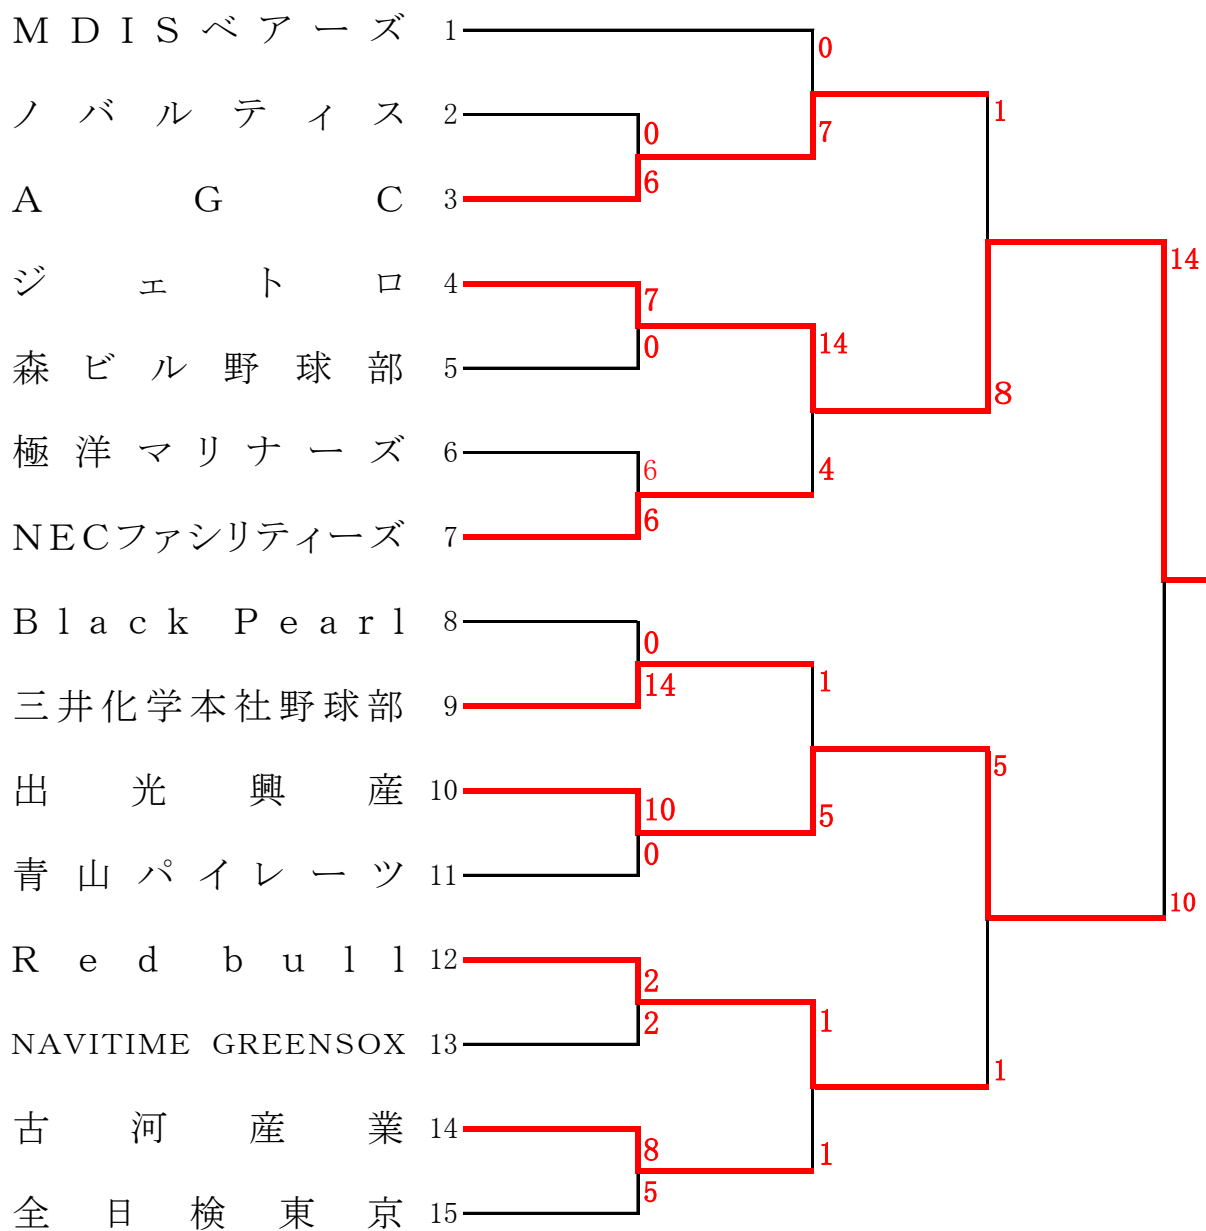 MDISベアーズ 1
0
ノバルティス 2
1
0
7
6
AGC 3
14
ジェトロ 4
7
14
0
森ビル野球部 5
8
極洋マリナーズ 6
6
4
6
NECファシリティーズ 7
Black Pearl 8
0
14
1
三井化学本社野球部 9
5
出光興産 10
10
5
0
青山パイレーツ 11
10
Red bull 12
2
2
1
NAVITIME GREENSOX 13
1
古河産業 14
8
1
5
全日検東京 15